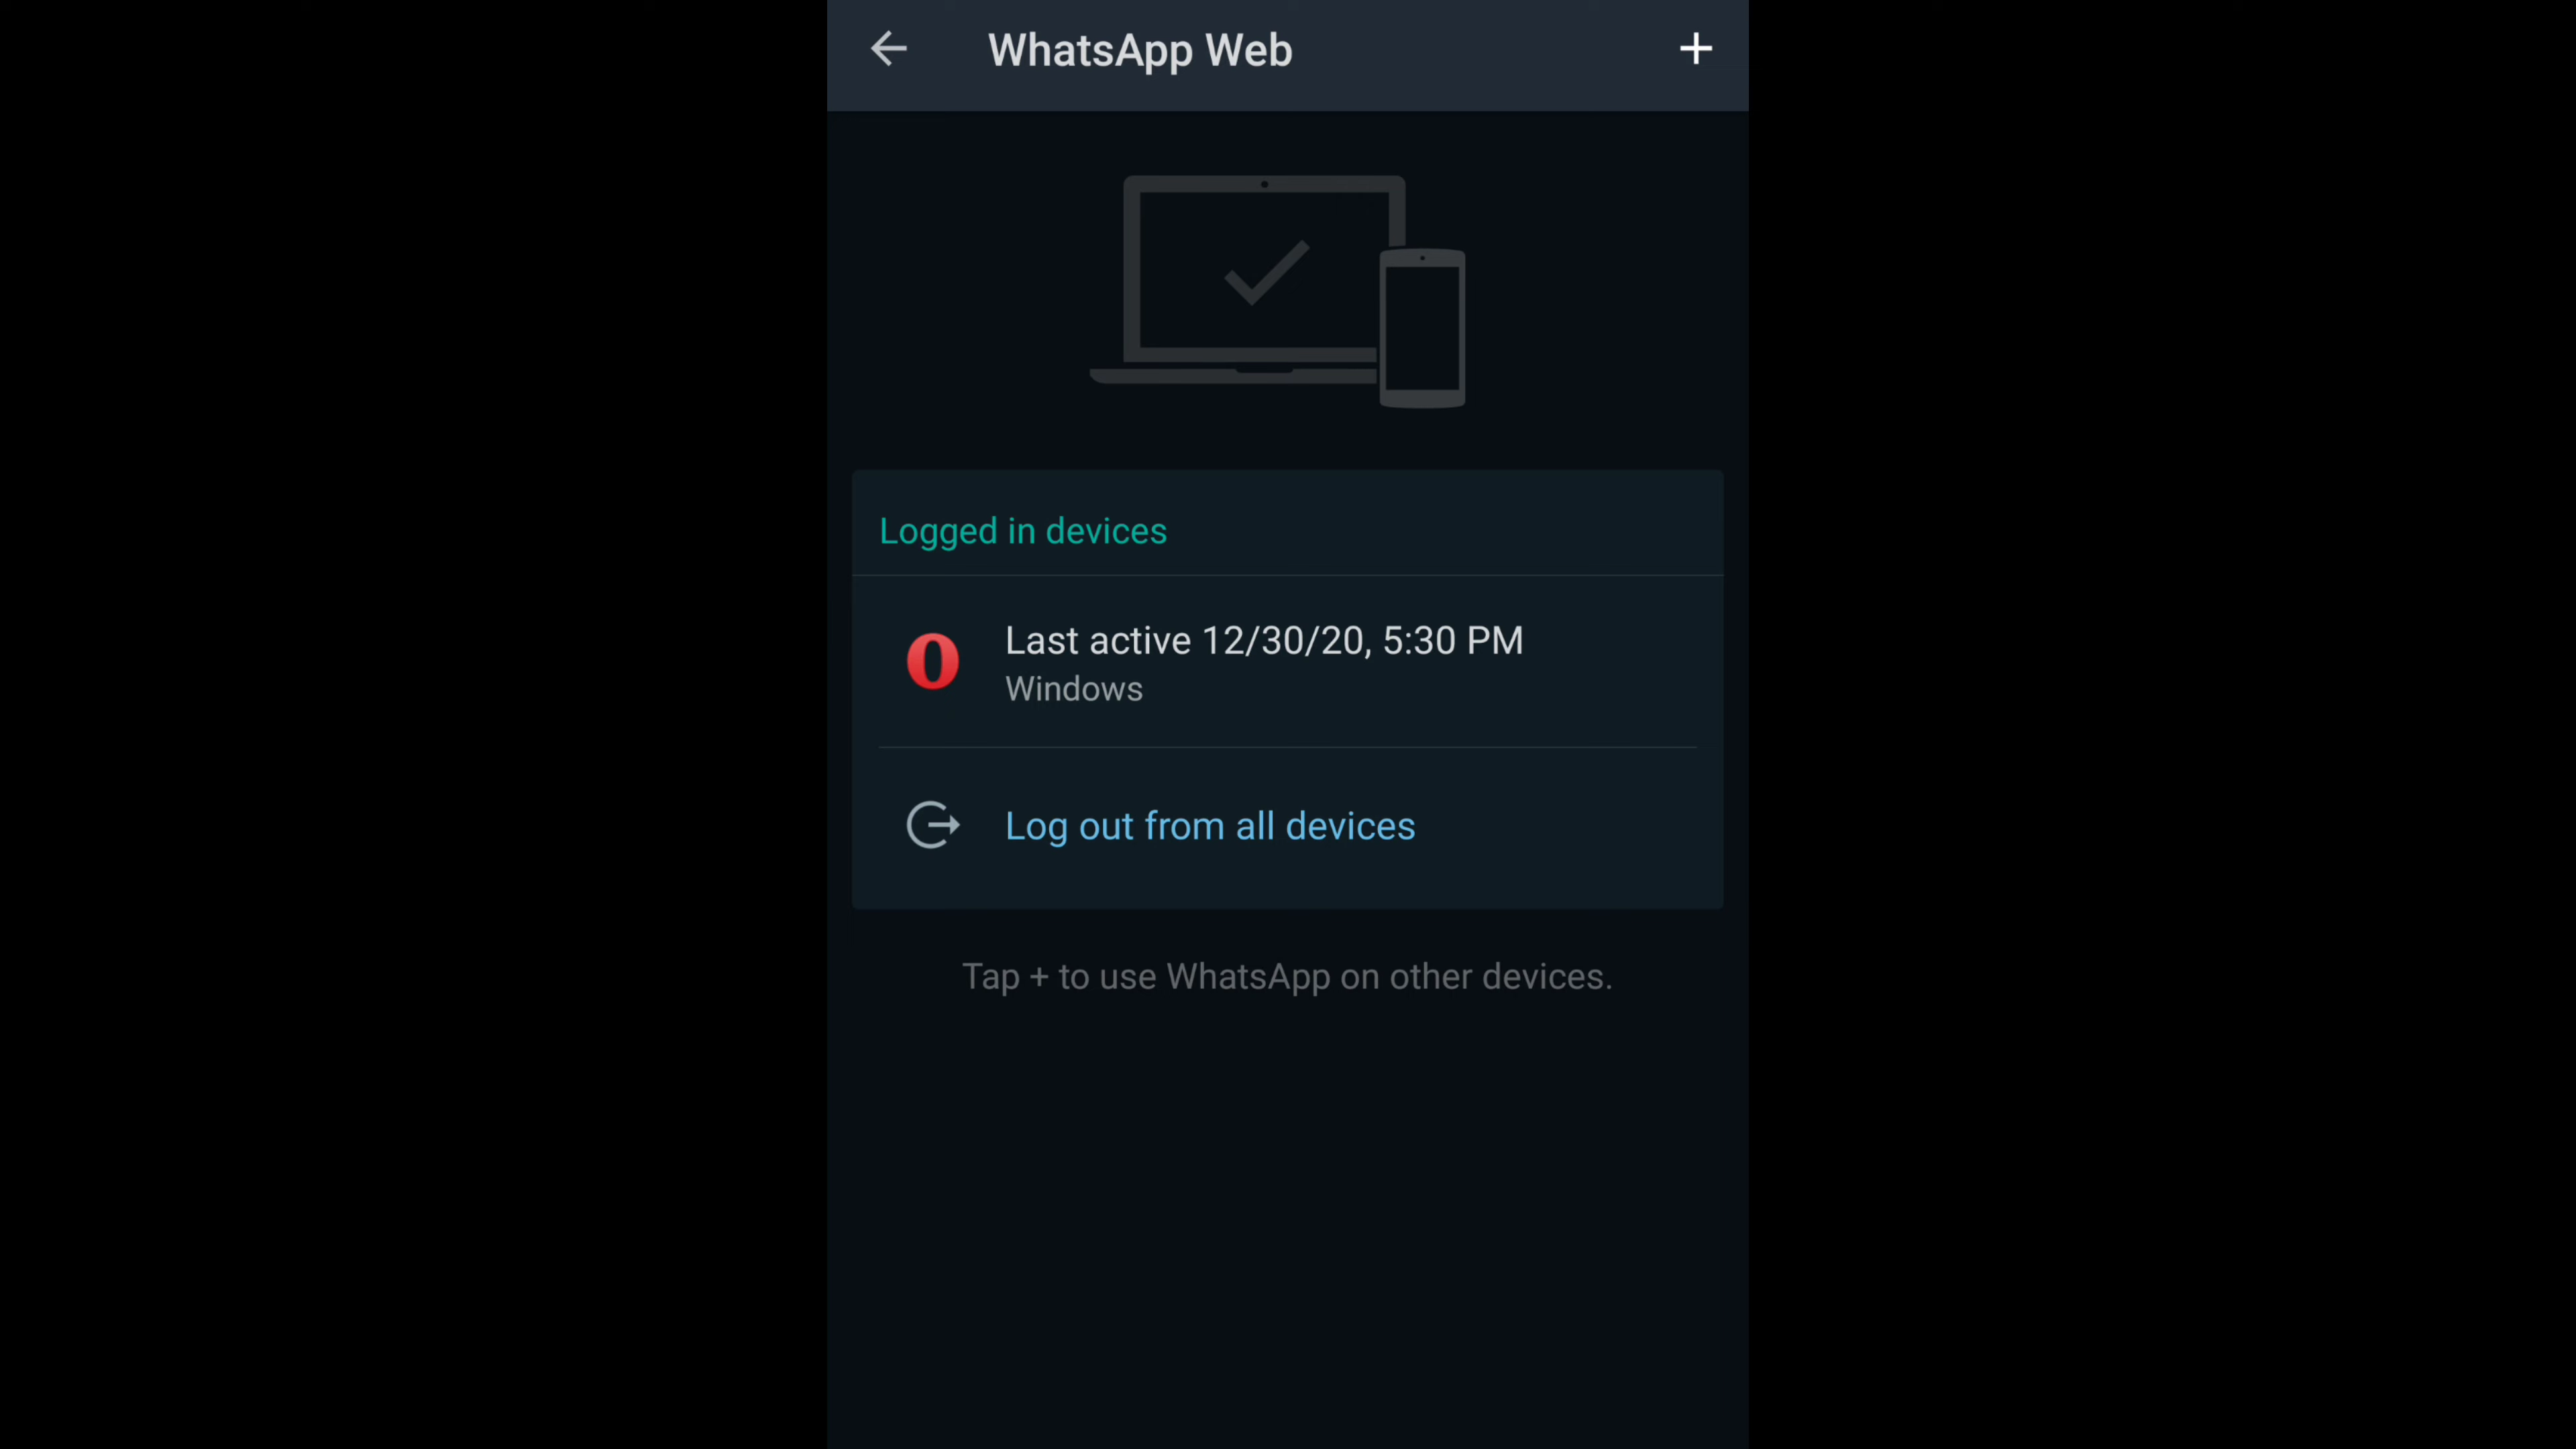 WhatsApp Web
Logged in devices
Last active 12/30/20, 5:30 PM
Windows
Log out from all devices
Tap + to use WhatsApp on other devices.